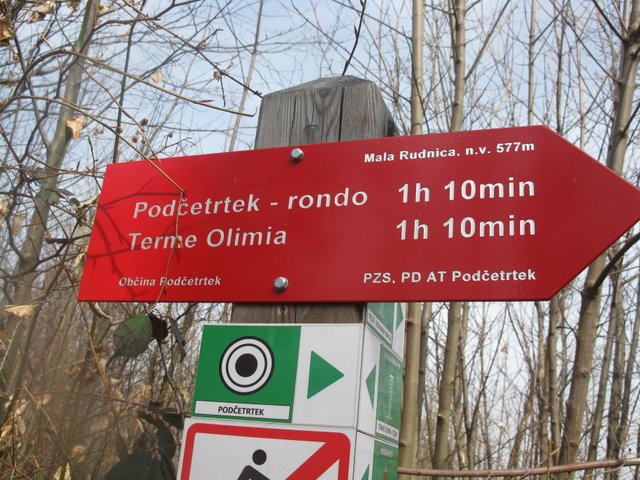 Mala Rudnica, n.v. 577m
Podčetrtek - rondo 1h 10min
Terme Olimia 1h 10min
Občina Podčetrtek PZS, PD AT Podčetrtek
PODČETRTEK